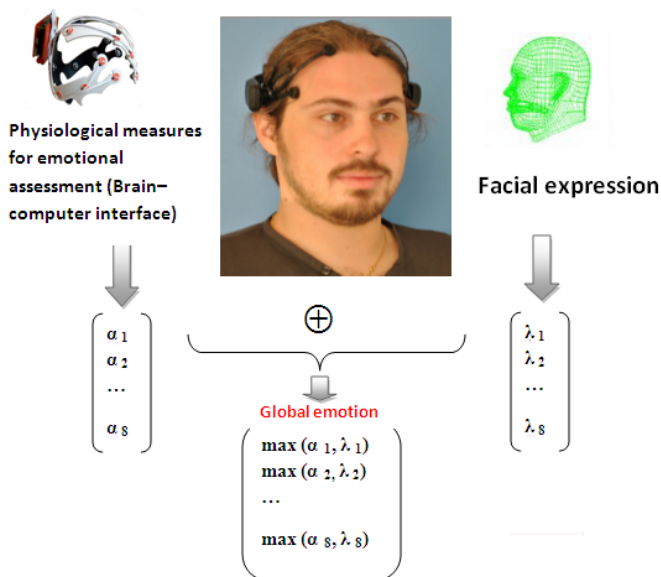 Physiological measures
for emotional
assessment (Brain–
computer interface)
Facial expression
α 1
α 2
...
α 8
⊕
λ 1
λ 2
...
λ 8
Global emotion
max (α 1, λ 1)
max (α 2, λ 2)
...
max (α 8, λ 8)